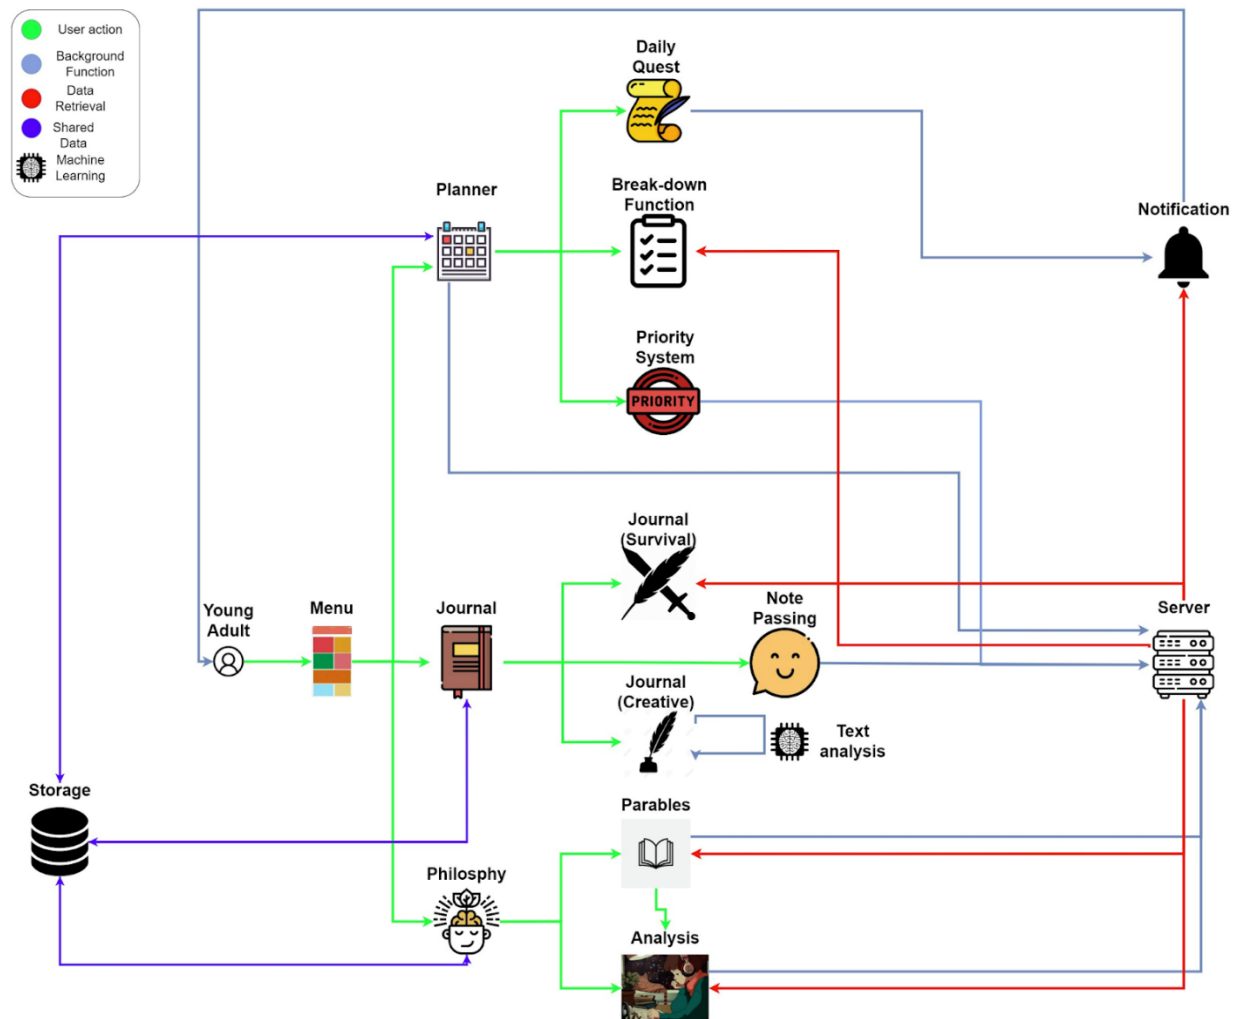 User action
Background
Function
Data
Retrieval
Shared
Data
Machine
Learning
Daily
Quest
Planner
Break-down
Function
Notification
Priority
System
PRIORITY
Journal
(Survival)
Young
Adult
Menu
Journal
Note
Passing
Server
Journal
(Creative)
Text
analysis
Storage
Parables
Philosphy
Analysis